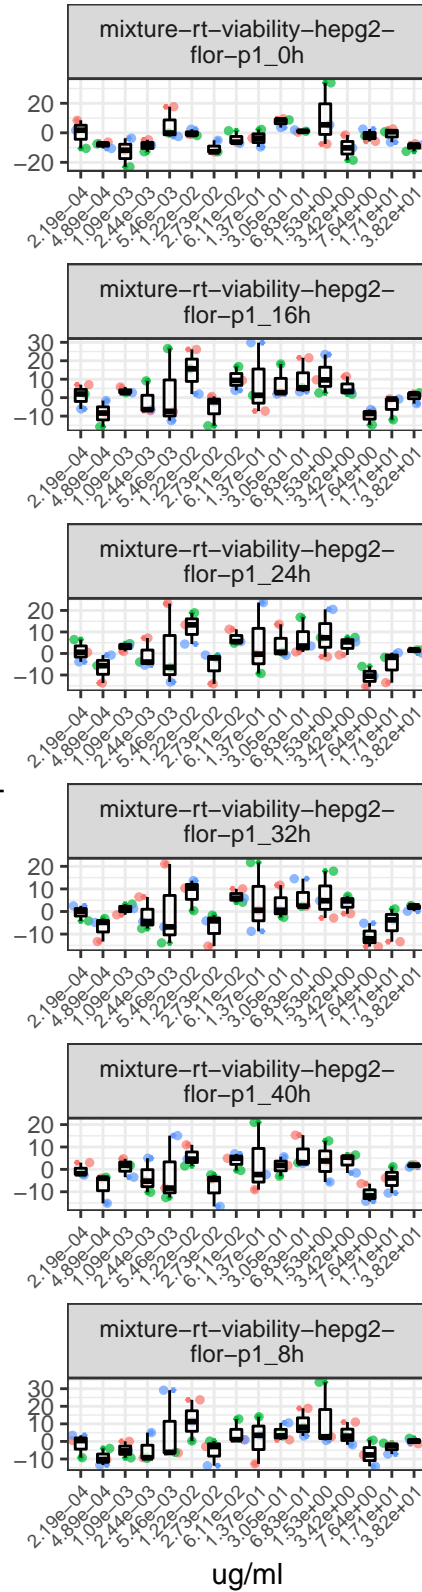 mixture−rt−viability−hepg2−
flor−p1_0h
20
0
−20
2.19e−04
4.89e−04
1.09e−03
2.44e−03
5.46e−03
1.22e−02
2.73e−02
6.11e−02
1.37e−01
3.05e−01
6.83e−01
1.53e+00
3.42e+00
7.64e+00
1.71e+01
3.82e+01
mixture−rt−viability−hepg2−
flor−p1_16h
30
20
10
0
−10
2.19e−04
4.89e−04
1.09e−03
2.44e−03
5.46e−03
1.22e−02
2.73e−02
6.11e−02
1.37e−01
3.05e−01
6.83e−01
1.53e+00
3.42e+00
7.64e+00
1.71e+01
3.82e+01
mixture−rt−viability−hepg2−
flor−p1_24h
20
10
0
−10
2.19e−04
4.89e−04
1.09e−03
2.44e−03
5.46e−03
1.22e−02
2.73e−02
6.11e−02
1.37e−01
3.05e−01
6.83e−01
1.53e+00
3.42e+00
7.64e+00
1.71e+01
3.82e+01
mixture−rt−viability−hepg2−
flor−p1_32h
20
10
0
−10
2.19e−04
4.89e−04
1.09e−03
2.44e−03
5.46e−03
1.22e−02
2.73e−02
6.11e−02
1.37e−01
3.05e−01
6.83e−01
1.53e+00
3.42e+00
7.64e+00
1.71e+01
3.82e+01
mixture−rt−viability−hepg2−
flor−p1_40h
20
10
0
−10
2.19e−04
4.89e−04
1.09e−03
2.44e−03
5.46e−03
1.22e−02
2.73e−02
6.11e−02
1.37e−01
3.05e−01
6.83e−01
1.53e+00
3.42e+00
7.64e+00
1.71e+01
3.82e+01
mixture−rt−viability−hepg2−
flor−p1_8h
30
20
10
0
−10
2.19e−04
4.89e−04
1.09e−03
2.44e−03
5.46e−03
1.22e−02
2.73e−02
6.11e−02
1.37e−01
3.05e−01
6.83e−01
1.53e+00
3.42e+00
7.64e+00
1.71e+01
3.82e+01
ug/ml